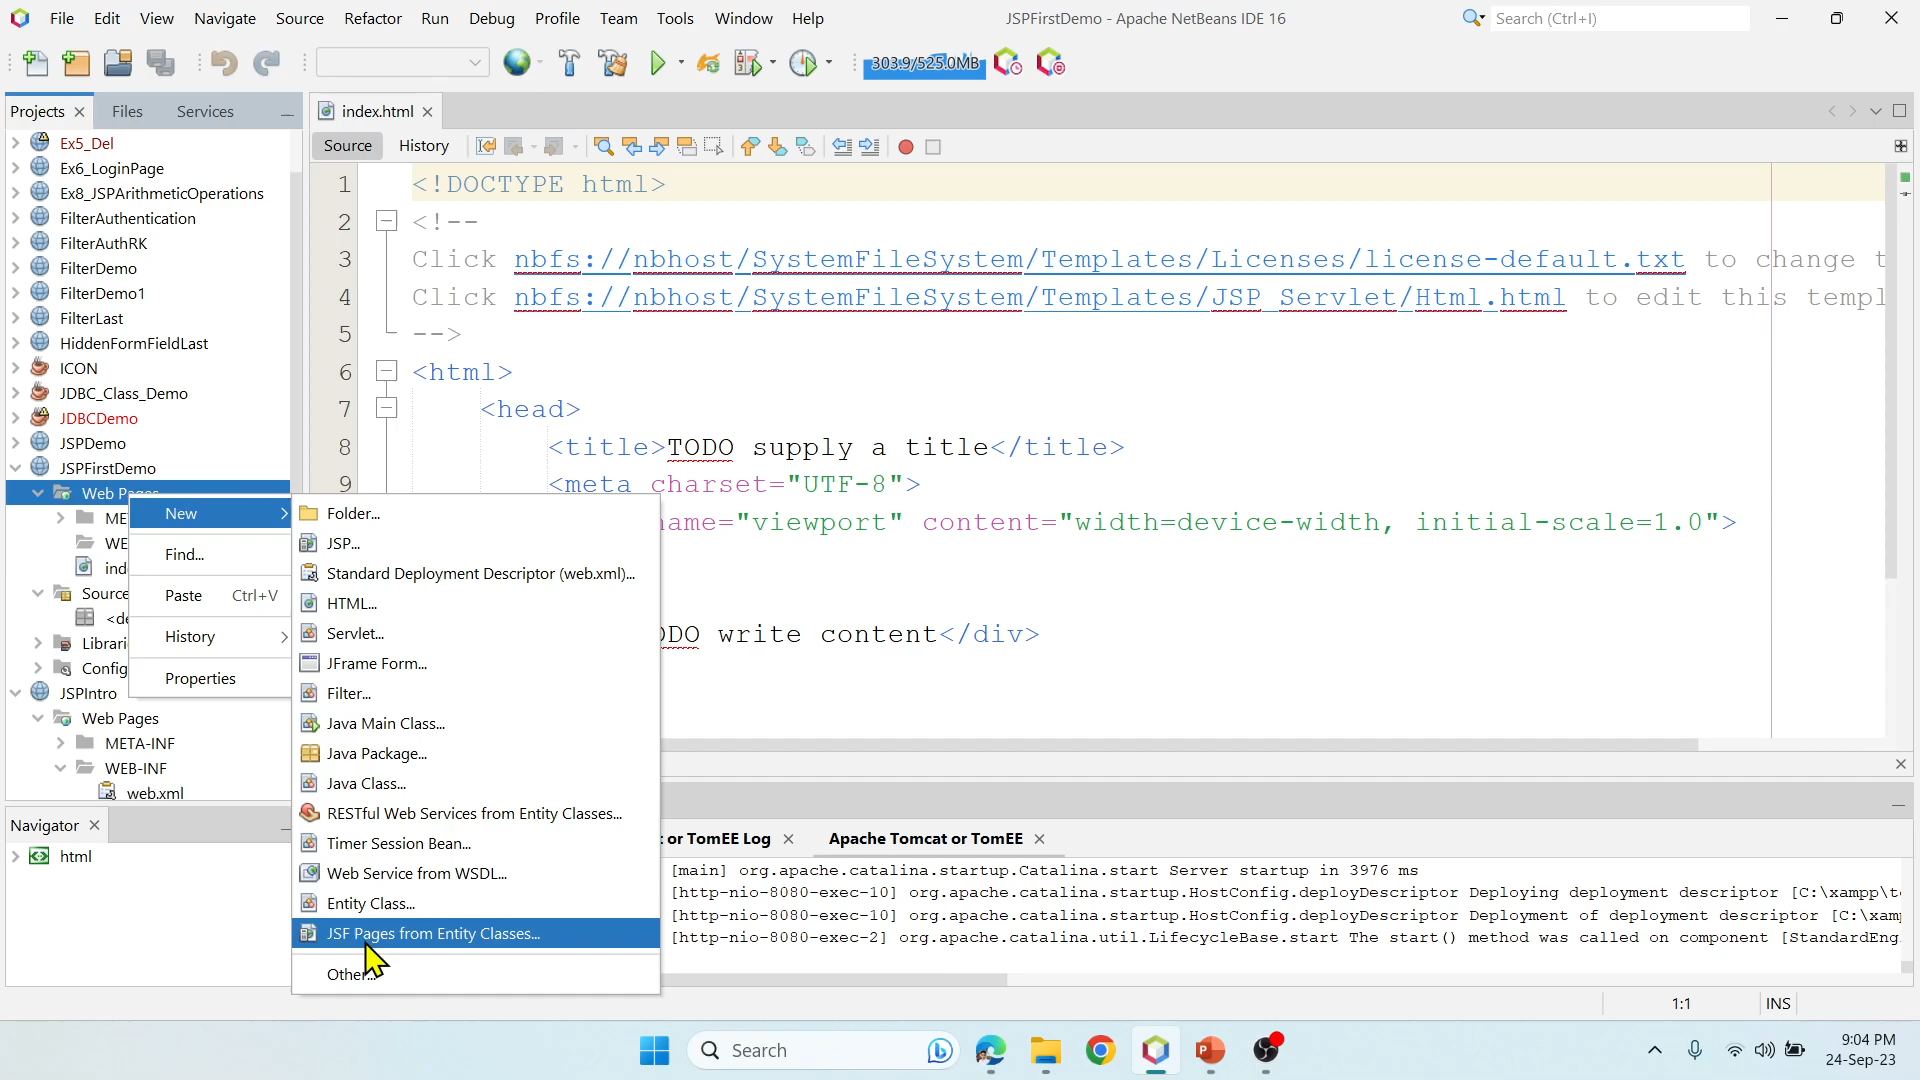 File Edit View Navigate Source Refactor Run Debug Profile Team Tools Window Help
JSPFirstDemo - Apache NetBeans IDE 16
Search (Ctrl+I)
303.9/525.0MB
Projects Files Services
index.html
Source History
Ex5_Del
Ex6_LoginPage
Ex8_JSPArithmeticOperations
FilterAuthentication
FilterAuthRK
FilterDemo
FilterDemo1
FilterLast
HiddenFormFieldLast
ICON
JDBC_Class_Demo
JDBCDemo
JSPDemo
JSPFirstDemo
Web Pages
ME
WE
ind
Source
<de
Librari
Config
JSPIntro
Web Pages
META-INF
WEB-INF
web.xml
New
Find...
Paste Ctrl+V
History
Properties
Folder...
JSP...
Standard Deployment Descriptor (web.xml)...
HTML...
Servlet...
JFrame Form...
Filter...
Java Main Class...
Java Package...
Java Class...
RESTful Web Services from Entity Classes...
Timer Session Bean...
Web Service from WSDL...
Entity Class...
JSF Pages from Entity Classes...
Other...
1 <!DOCTYPE html>
2 <!--
3 Click nbfs://nbhost/SystemFileSystem/Templates/Licenses/license-default.txt to change t
4 Click nbfs://nbhost/SystemFileSystem/Templates/JSP_Servlet/Html.html to edit this templ
5 -->
6 <html>
7 <head>
8 <title>TODO supply a title</title>
9 <meta charset="UTF-8">
ame="viewport" content="width=device-width, initial-scale=1.0">
DO write content</div>
Navigator
html
or TomEE Log Apache Tomcat or TomEE
[main] org.apache.catalina.startup.Catalina.start Server startup in 3976 ms
[http-nio-8080-exec-10] org.apache.catalina.startup.HostConfig.deployDescriptor Deploying deployment descriptor [C:\xampp\t
[http-nio-8080-exec-10] org.apache.catalina.startup.HostConfig.deployDescriptor Deployment of deployment descriptor [C:\xam
[http-nio-8080-exec-2] org.apache.catalina.util.LifecycleBase.start The start() method was called on component [StandardEng
1:1 INS
Search
9:04 PM
24-Sep-23